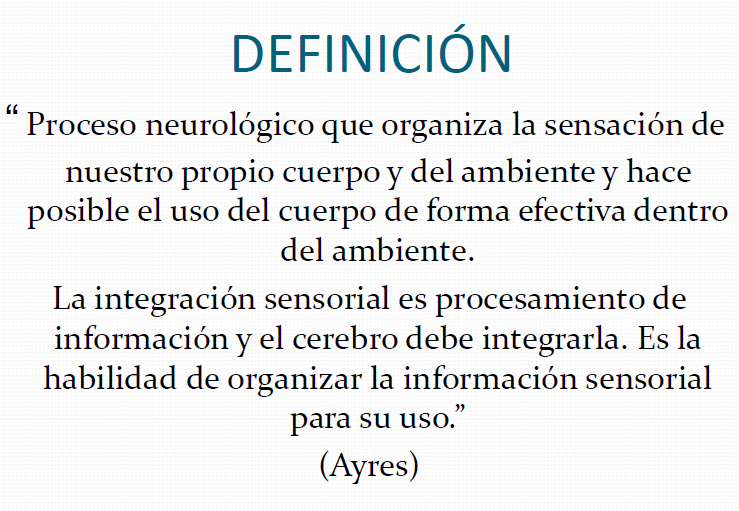 DEFINICIÓN
“ Proceso neurológico que organiza la sensación de
nuestro propio cuerpo y del ambiente y hace
posible el uso del cuerpo de forma efectiva dentro
del ambiente.
La integración sensorial es procesamiento de
información y el cerebro debe integrarla. Es la
habilidad de organizar la información sensorial
para su uso.”
(Ayres)